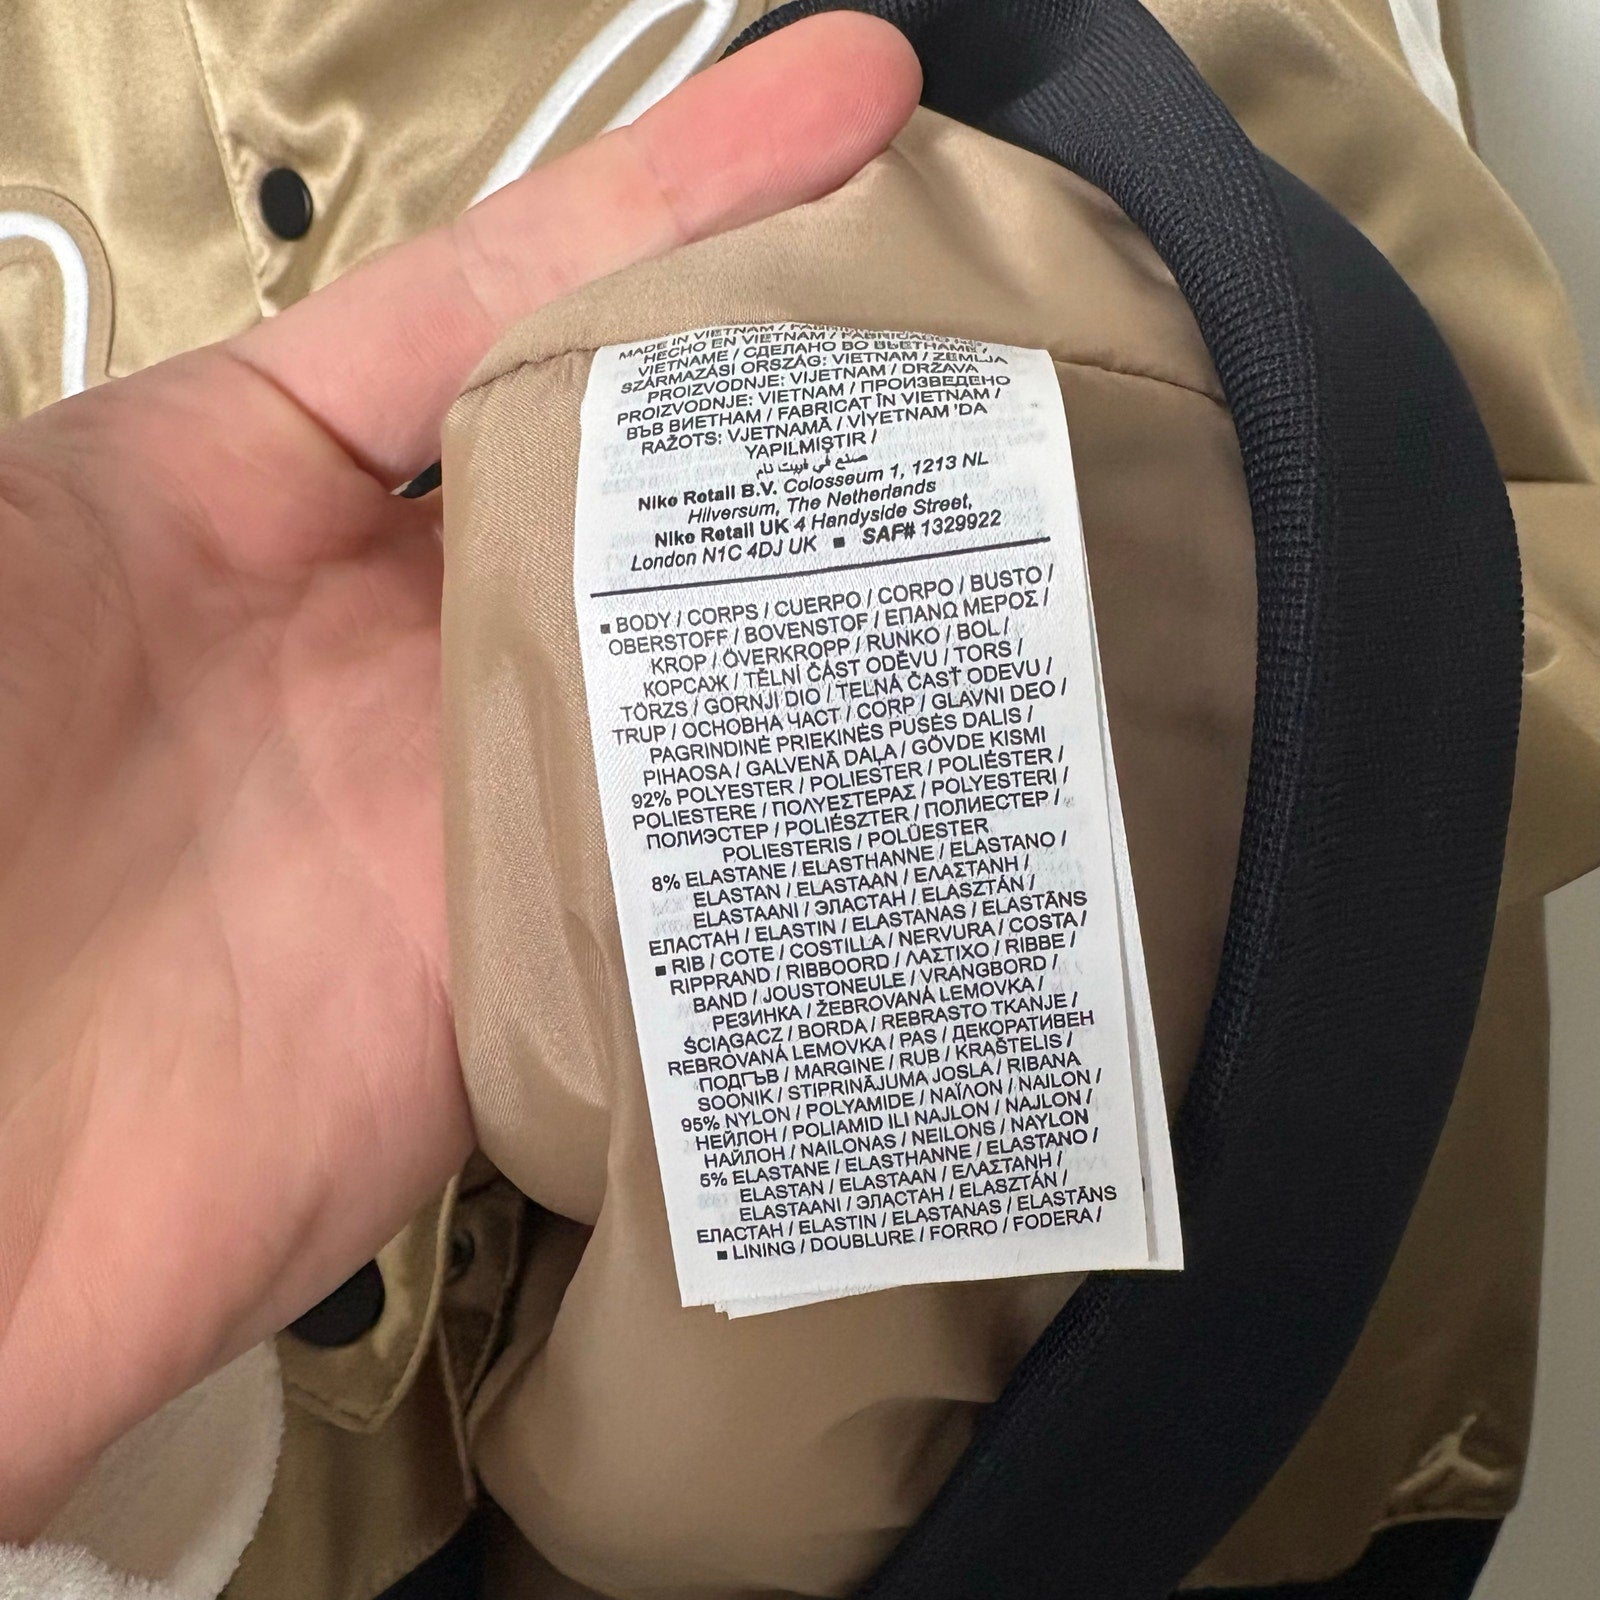 MADE IN VIETNAM /
HECHO EN VIETNAM / FABRICADO NO
VIETNAME / СДЕЛАНО ВО ВЬЕТНАМЕ /
SZÁRMAZÁSI ORSZÁG: VIETNAM / ZEMLJA
PROIZVODNJE: VIJETNAM / DRŽAVA
PROIZVODNJE: VIETNAM / ПРОИЗВЕДЕНО
ВЪВ ВИЕТНАМ / FABRICAT ÎN VIETNAM /
RAŽOTS: VJETNAMĀ / VİYETNAM 'DA
YAPILMIŞTIR /
صنع في فييت نام
Nike Retail B.V. Colosseum 1, 1213 NL
Hilversum, The Netherlands
Nike Retail UK 4 Handyside Street,
London N1C 4DJ UK ■ SAF# 1329922
■ BODY / CORPS / CUERPO / CORPO / BUSTO /
OBERSTOFF / BOVENSTOF / ΕΠΑΝΩ ΜΕΡΟΣ /
KROP / ÖVERKROPP / RUNKO / BOL /
КОРСАЖ / TĚLNÍ ČÁST ODĚVU / TORS /
TÖRZS / GORNJI DIO / TELNÁ ČASŤ ODEVU /
TRUP / ОСНОВНА ЧАСТ / CORP / GLAVNI DEO /
PAGRINDINĖ PRIEKINĖS PUSĖS DALIS /
PIHAOSA / GALVENĀ DAĻA / GÖVDE KISMI
92% POLYESTER / POLIESTER / POLIÉSTER /
POLIESTERE / ΠΟΛΥΕΣΤΕΡΑΣ / POLYESTERI /
ПОЛИЭСТЕР / POLIÉSZTER / ПОЛИЕСТЕР /
POLIESTERIS / POLÜESTER
8% ELASTANE / ELASTHANNE / ELASTANO /
ELASTAN / ELASTAAN / ΕΛΑΣΤΑΝΗ /
ELASTAANI / ЭЛАСТАН / ELASZTÁN /
ЕЛАСТАН / ELASTIN / ELASTANAS / ELASTĀNS
■ RIB / COTE / COSTILLA / NERVURA / COSTA /
RIPPRAND / RIBBOORD / ΛΑΣΤΙΧΟ / RIBBE /
BAND / JOUSTONEULE / VRANGBORD /
РЕЗИНКА / ŽEBROVANÁ LEMOVKA /
ŚCIĄGACZ / BORDA / REBRASTO TKANJE /
REBROVANÁ LEMOVKA / PAS / ДЕКОРАТИВЕН
ПОДГЪВ / MARGINE / RUB / KRAŠTELIS /
SOONIK / STIPRINĀJUMA JOSLA / RIBANA
95% NYLON / POLYAMIDE / ΝΑΪΛΟΝ / NAILON /
НЕЙЛОН / POLIAMID ILI NAJLON / NAJLON /
НАЙЛОН / NAILONAS / NEILONS / NAYLON
5% ELASTANE / ELASTHANNE / ELASTANO /
ELASTAN / ELASTAAN / ΕΛΑΣΤΑΝΗ /
ELASTAANI / ЭЛАСТАН / ELASZTÁN /
ЕЛАСТАН / ELASTIN / ELASTANAS / ELASTĀNS
■ LINING / DOUBLURE / FORRO / FODERA /